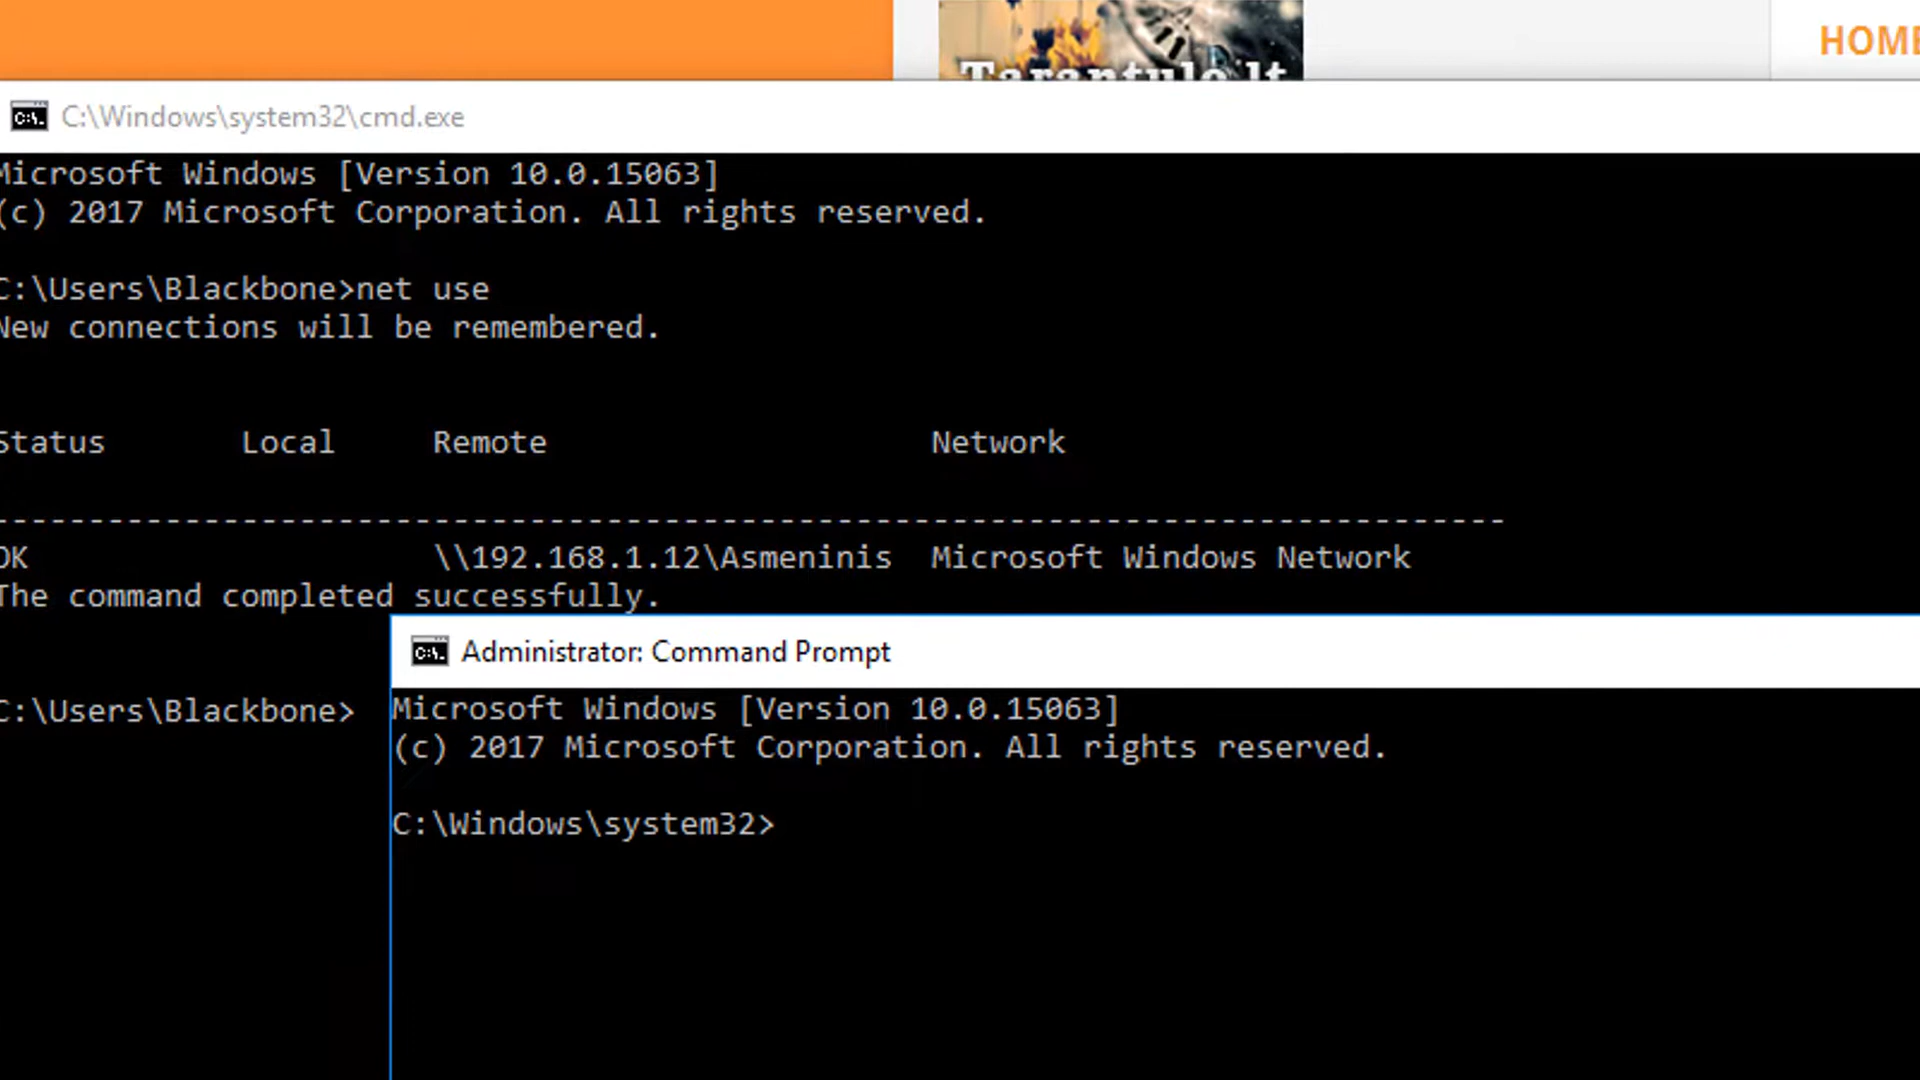 HOME
Tarantulo.lt
C:\Windows\system32\cmd.exe
Microsoft Windows [Version 10.0.15063]
(c) 2017 Microsoft Corporation. All rights reserved.
C:\Users\Blackbone>net use
New connections will be remembered.
Status Local Remote Network
-------------------------------------------------------------------------------
OK \\192.168.1.12\Asmeninis Microsoft Windows Network
The command completed successfully.
C:\Users\Blackbone>
Administrator: Command Prompt
Microsoft Windows [Version 10.0.15063]
(c) 2017 Microsoft Corporation. All rights reserved.
C:\Windows\system32>